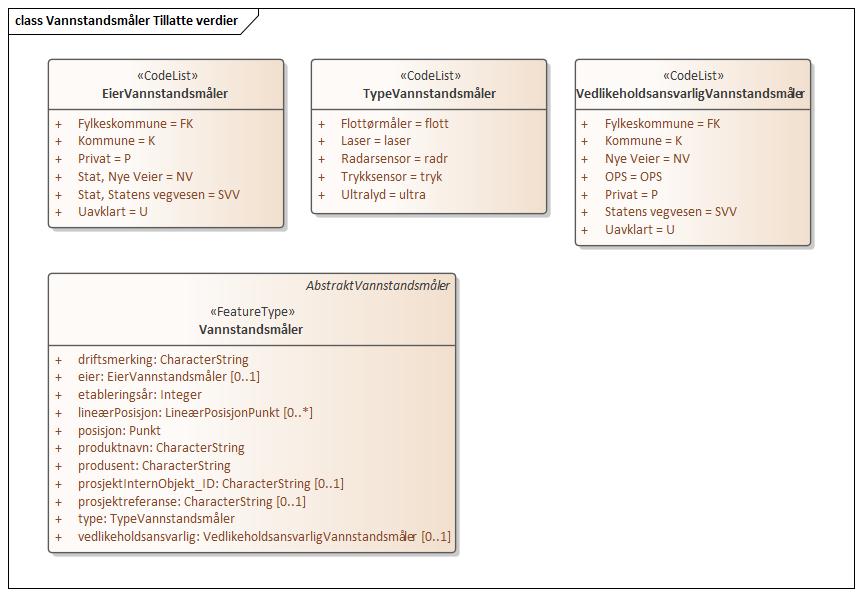 class Vannstandsmåler Tillatte verdier
«CodeList»
EierVannstandsmåler
+ Fylkeskommune = FK
+ Kommune = K
+ Privat = P
+ Stat, Nye Veier = NV
+ Stat, Statens vegvesen = SVV
+ Uavklart = U
«CodeList»
TypeVannstandsmåler
+ Flottørmåler = flott
+ Laser = laser
+ Radarsensor = radr
+ Trykksensor = tryk
+ Ultralyd = ultra
«CodeList»
VedlikeholdsansvarligVannstandsmåler
+ Fylkeskommune = FK
+ Kommune = K
+ Nye Veier = NV
+ OPS = OPS
+ Privat = P
+ Statens vegvesen = SVV
+ Uavklart = U
AbstraktVannstandsmåler
«FeatureType»
Vannstandsmåler
+ driftsmerking: CharacterString
+ eier: EierVannstandsmåler [0..1]
+ etableringsår: Integer
+ lineærPosisjon: LineærPosisjonPunkt [0..*]
+ posisjon: Punkt
+ produktnavn: CharacterString
+ produsent: CharacterString
+ prosjektInternObjekt_ID: CharacterString [0..1]
+ prosjektreferanse: CharacterString [0..1]
+ type: TypeVannstandsmåler
+ vedlikeholdsansvarlig: VedlikeholdsansvarligVannstandsmåler [0..1]